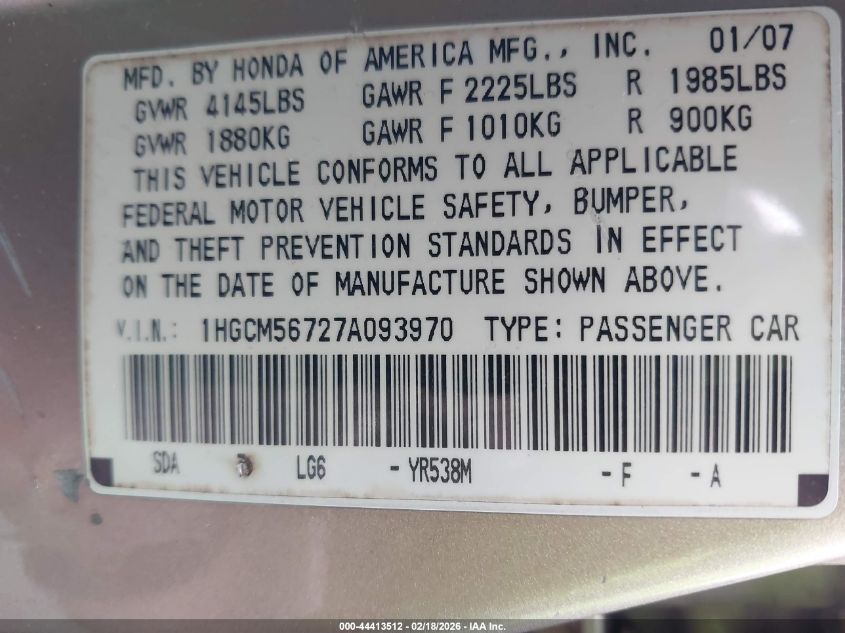 MFD. BY HONDA OF AMERICA MFG., INC. 01/07
GVWR 4145LBS GAWR F 2225LBS R 1985LBS
GVWR 1880KG GAWR F 1010KG R 900KG
THIS VEHICLE CONFORMS TO ALL APPLICABLE
FEDERAL MOTOR VEHICLE SAFETY, BUMPER,
AND THEFT PREVENTION STANDARDS IN EFFECT
ON THE DATE OF MANUFACTURE SHOWN ABOVE.
V.I.N.: 1HGCM56727A093970 TYPE: PASSENGER CAR
SDA LG6 - YR538M - F - A
000-44413512 - 02/18/2026 - IAA Inc.